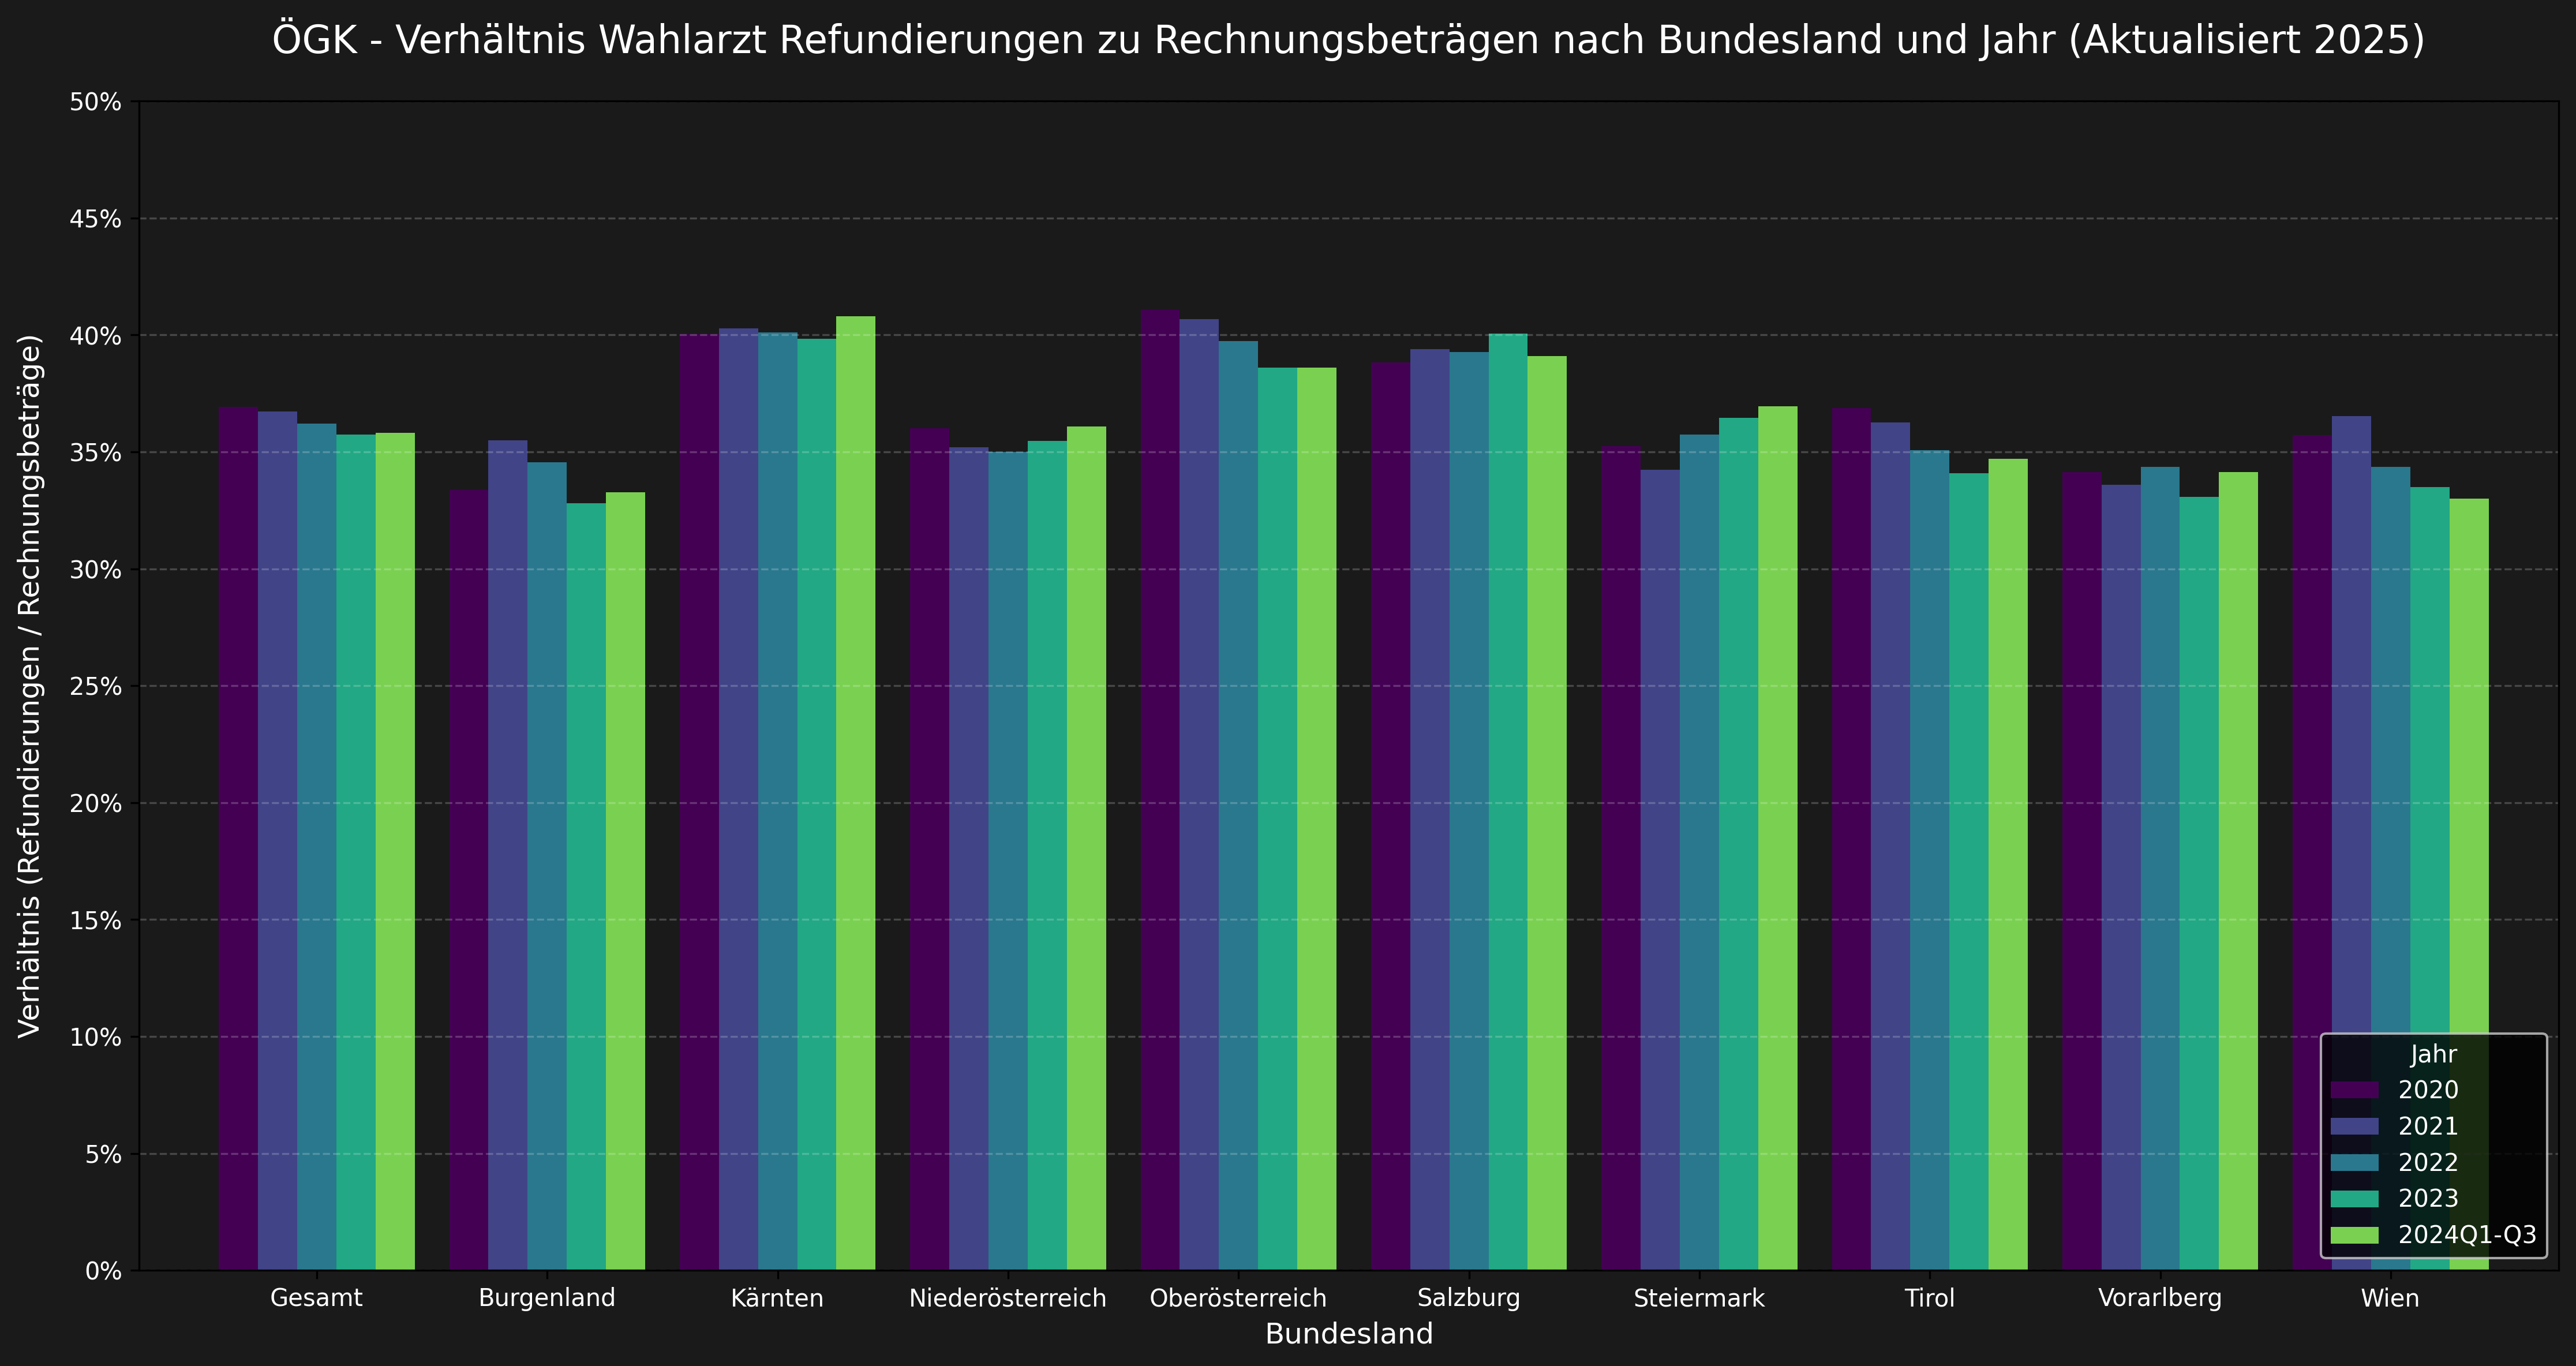 ÖGK - Verhältnis Wahlarzt Refundierungen zu Rechnungsbeträgen nach Bundesland und Jahr (Aktualisiert 2025)
Verhältnis (Refundierungen / Rechnungsbeträge)
50%
45%
40%
35%
30%
25%
20%
15%
10%
5%
0%
Jahr
2020
2021
2022
2023
2024Q1-Q3
Gesamt
Burgenland
Kärnten
Niederösterreich
Oberösterreich
Salzburg
Steiermark
Tirol
Vorarlberg
Wien
Bundesland